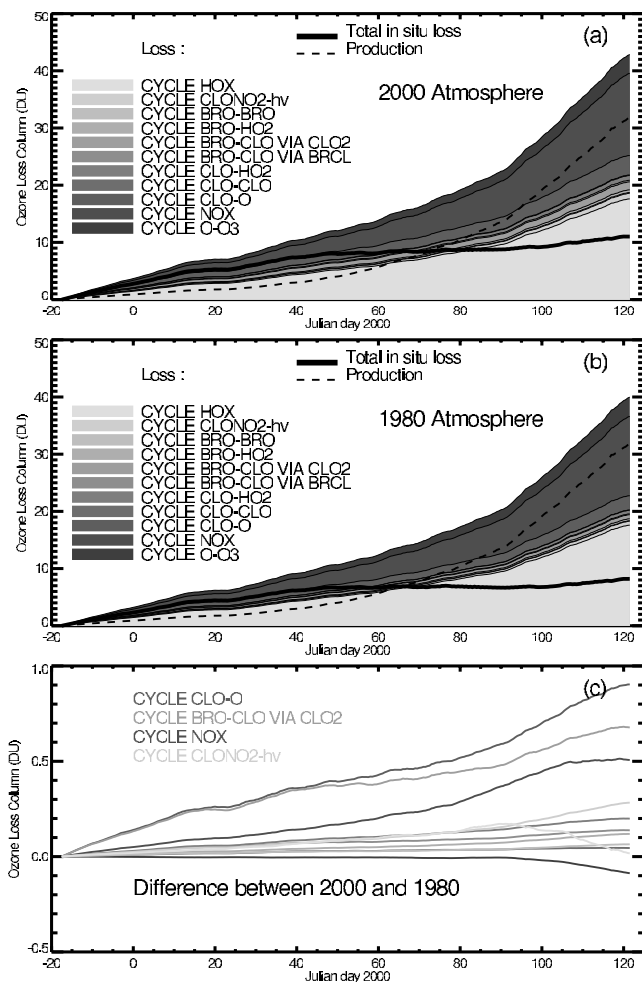 50
40
30
20
10
0
Ozone Loss Column (DU)
Loss :
Total in situ loss
Production
(a)
2000 Atmosphere
CYCLE HOX
CYCLE CLONO2-hv
CYCLE BRO-BRO
CYCLE BRO-HO2
CYCLE BRO-CLO VIA CLO2
CYCLE BRO-CLO VIA BRCL
CYCLE CLO-HO2
CYCLE CLO-CLO
CYCLE CLO-O
CYCLE NOX
CYCLE O-O3
-20 0 20 40 60 80 100 120
Julian day 2000
50
40
30
20
10
0
Ozone Loss Column (DU)
Loss :
Total in situ loss
Production
(b)
1980 Atmosphere
CYCLE HOX
CYCLE CLONO2-hv
CYCLE BRO-BRO
CYCLE BRO-HO2
CYCLE BRO-CLO VIA CLO2
CYCLE BRO-CLO VIA BRCL
CYCLE CLO-HO2
CYCLE CLO-CLO
CYCLE CLO-O
CYCLE NOX
CYCLE O-O3
-20 0 20 40 60 80 100 120
Julian day 2000
1.0
0.5
0.0
-0.5
Ozone Loss Column (DU)
(c)
CYCLE CLO-O
CYCLE BRO-CLO VIA CLO2
CYCLE NOX
CYCLE CLONO2-hv
Difference between 2000 and 1980
-20 0 20 40 60 80 100 120
Julian day 2000